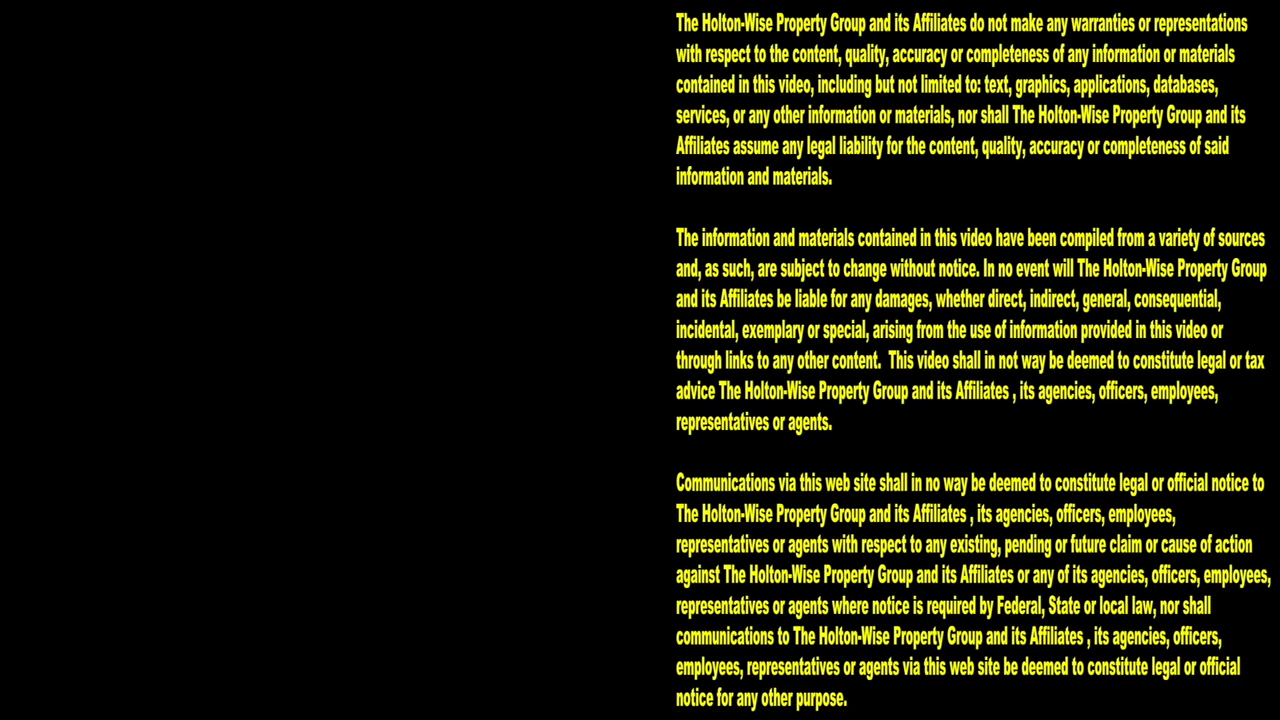 The Holton-Wise Property Group and its Affiliates do not make any warranties or representations
with respect to the content, quality, accuracy or completeness of any information or materials
contained in this video, including but not limited to: text, graphics, applications, databases,
services, or any other information or materials, nor shall The Holton-Wise Property Group and its
Affiliates assume any legal liability for the content, quality, accuracy or completeness of said
information and materials.
The information and materials contained in this video have been compiled from a variety of sources
and, as such, are subject to change without notice. In no event will The Holton-Wise Property Group
and its Affiliates be liable for any damages, whether direct, indirect, general, consequential,
incidental, exemplary or special, arising from the use of information provided in this video or
through links to any other content.  This video shall in not way be deemed to constitute legal or tax
advice The Holton-Wise Property Group and its Affiliates , its agencies, officers, employees,
representatives or agents.
Communications via this web site shall in no way be deemed to constitute legal or official notice to
The Holton-Wise Property Group and its Affiliates , its agencies, officers, employees,
representatives or agents with respect to any existing, pending or future claim or cause of action
against The Holton-Wise Property Group and its Affiliates or any of its agencies, officers, employees,
representatives or agents where notice is required by Federal, State or local law, nor shall
communications to The Holton-Wise Property Group and its Affiliates , its agencies, officers,
employees, representatives or agents via this web site be deemed to constitute legal or official
notice for any other purpose.